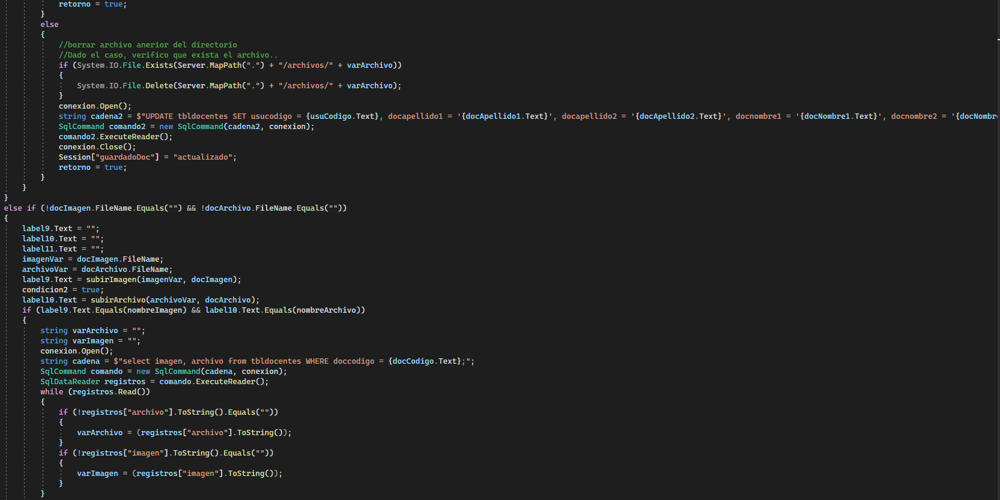 retorno = true;
}
else
{
//borrar archivo anerior del directorio
//Dado el caso, verifico que exista el archivo..
if (System.IO.File.Exists(Server.MapPath(".") + "/archivos/" + varArchivo))
{
System.IO.File.Delete(Server.MapPath(".") + "/archivos/" + varArchivo);
}
conexion.Open();
string cadena2 = $"UPDATE tbldocentes SET usucodigo = {usuCodigo.Text}, docapellido1 = '{docApellido1.Text}', docapellido2 = '{docApellido2.Text}', docnombre1 = '{docNombre1.Text}', docnombre2 = '{docNombr
SqlCommand comando2 = new SqlCommand(cadena2, conexion);
comando2.ExecuteReader();
conexion.Close();
Session["guardadoDoc"] = "actualizado";
retorno = true;
}
}
}
else if (!docImagen.FileName.Equals("") && !docArchivo.FileName.Equals(""))
{
label9.Text = "";
label10.Text = "";
label11.Text = "";
imagenVar = docImagen.FileName;
archivoVar = docArchivo.FileName;
label9.Text = subirImagen(imagenVar, docImagen);
condicion2 = true;
label10.Text = subirArchivo(archivoVar, docArchivo);
if (label9.Text.Equals(nombreImagen) && label10.Text.Equals(nombreArchivo))
{
string varArchivo = "";
string varImagen = "";
conexion.Open();
string cadena = $"select imagen, archivo from tbldocentes WHERE doccodigo = {docCodigo.Text};";
SqlCommand comando = new SqlCommand(cadena, conexion);
SqlDataReader registros = comando.ExecuteReader();
while (registros.Read())
{
if (!registros["archivo"].ToString().Equals(""))
{
varArchivo = (registros["archivo"].ToString());
}
if (!registros["imagen"].ToString().Equals(""))
{
varImagen = (registros["imagen"].ToString());
}
}